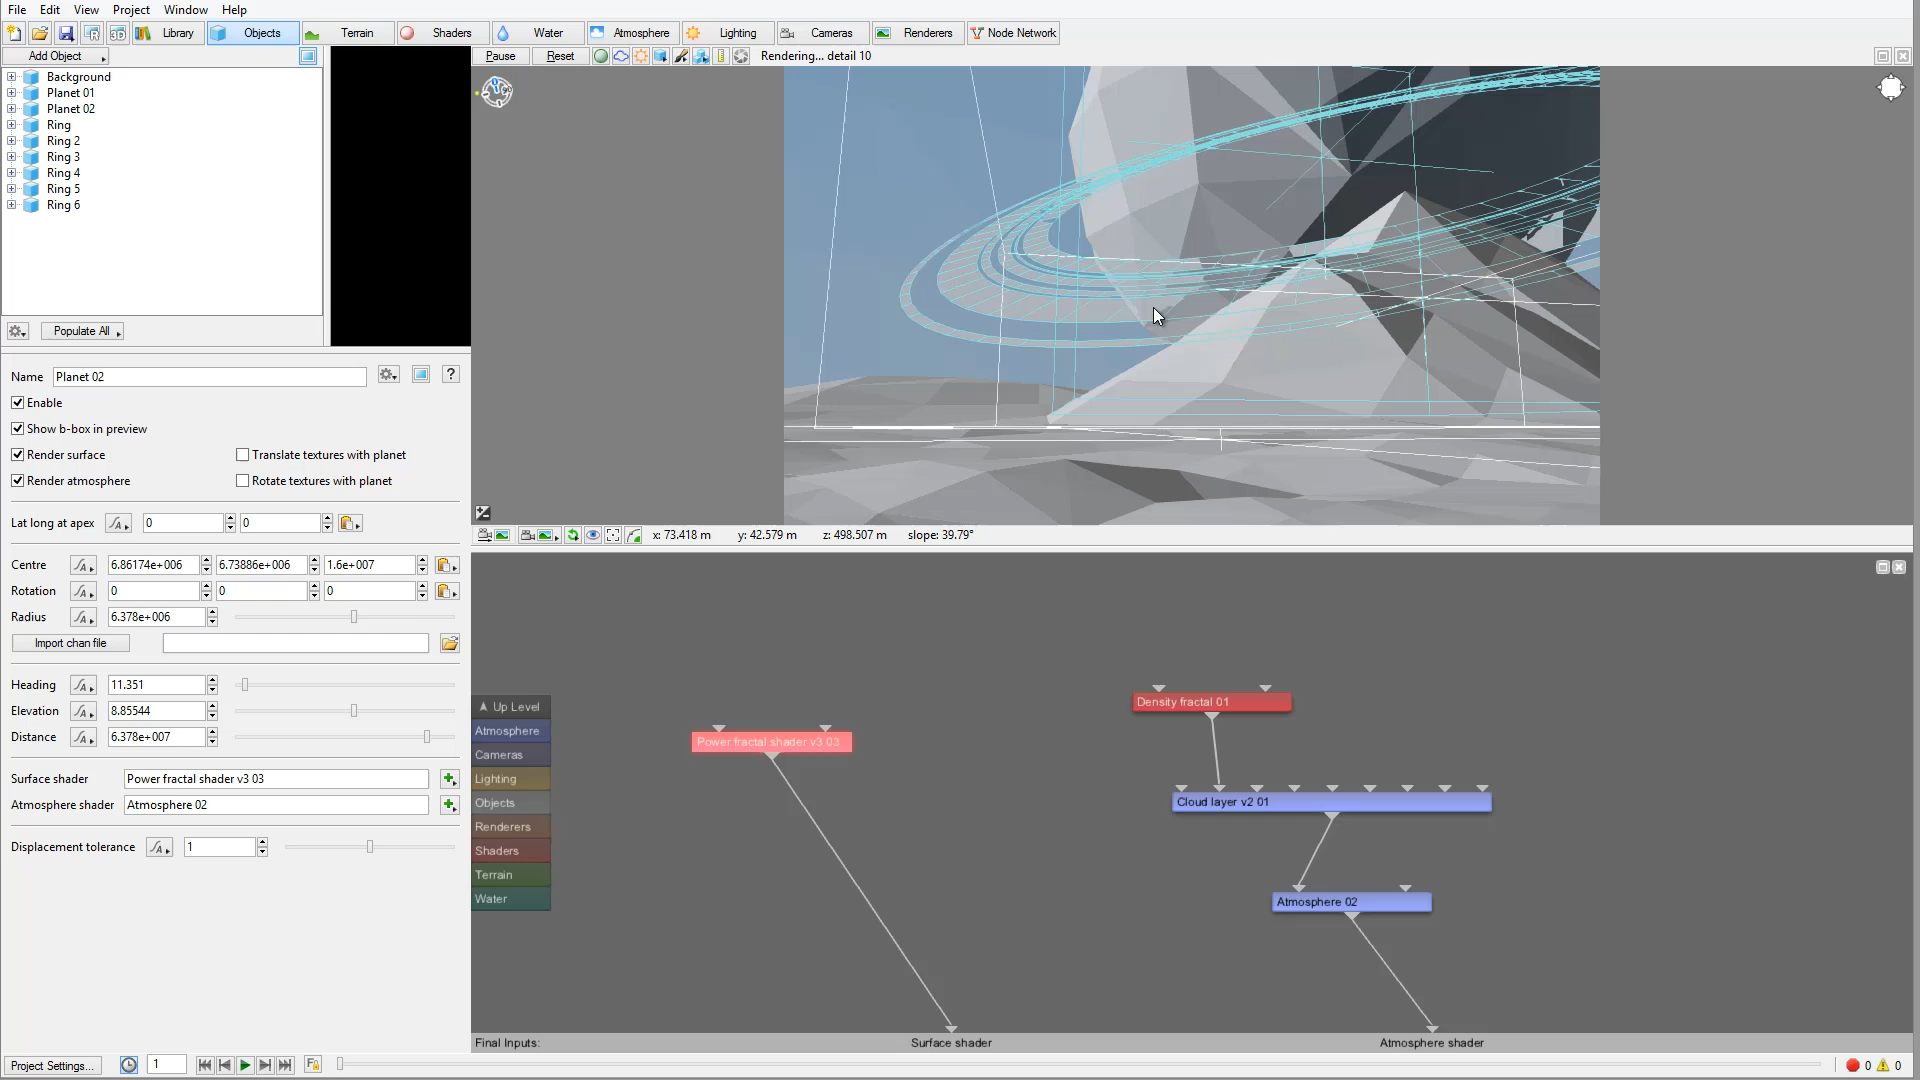 File Edit View Project Window Help
Library Objects Terrain Shaders Water Atmosphere Lighting Cameras Renderers Node Network
Add Object
Pause Reset Rendering... detail 10
Background
Planet 01
Planet 02
Ring
Ring 2
Ring 3
Ring 4
Ring 5
Ring 6
Populate All
Name Planet 02
Enable
Show b-box in preview
Render surface Translate textures with planet
Render atmosphere Rotate textures with planet
Lat long at apex 0 0
x: 73.418 m y: 42.579 m z: 498.507 m slope: 39.79°
Centre 6.86174e+006 6.73886e+006 1.6e+007
Rotation 0 0 0
Radius 6.378e+006
Import chan file
Heading 11.351
Elevation 8.85544
Distance 6.378e+007
Surface shader Power fractal shader v3 03
Atmosphere shader Atmosphere 02
Displacement tolerance 1
Up Level
Atmosphere
Cameras
Lighting
Objects
Renderers
Shaders
Terrain
Water
Density fractal 01
Power fractal shader v3 03
Cloud layer v2 01
Atmosphere 02
Final Inputs: Surface shader Atmosphere shader
Project Settings... 1 0 0